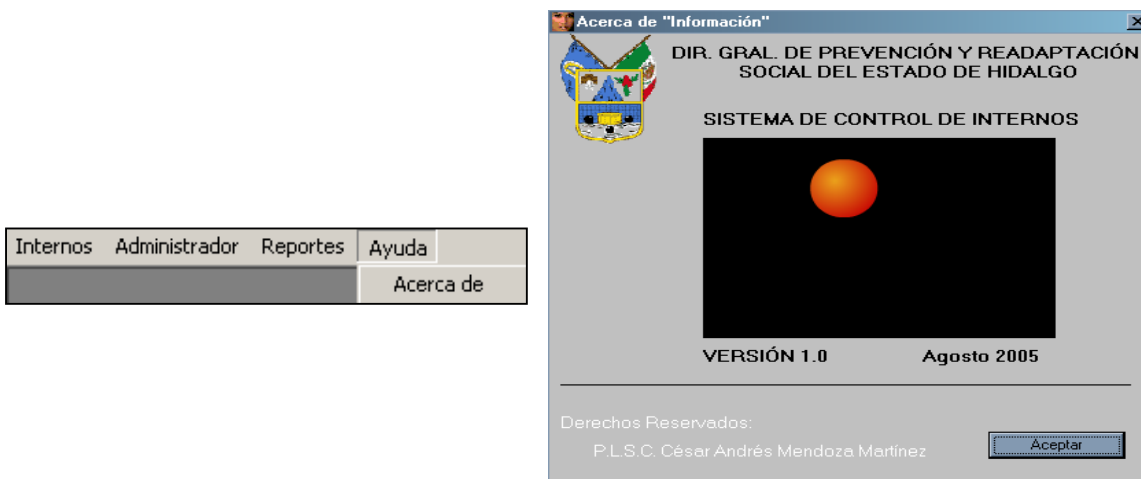 Internos Administrador Reportes Ayuda
Acerca de
Acerca de "Información"
DIR. GRAL. DE PREVENCIÓN Y READAPTACIÓN
SOCIAL DEL ESTADO DE HIDALGO
SISTEMA DE CONTROL DE INTERNOS
VERSIÓN 1.0 Agosto 2005
Derechos Reservados:
P.L.S.C. César Andrés Mendoza Martínez
Aceptar